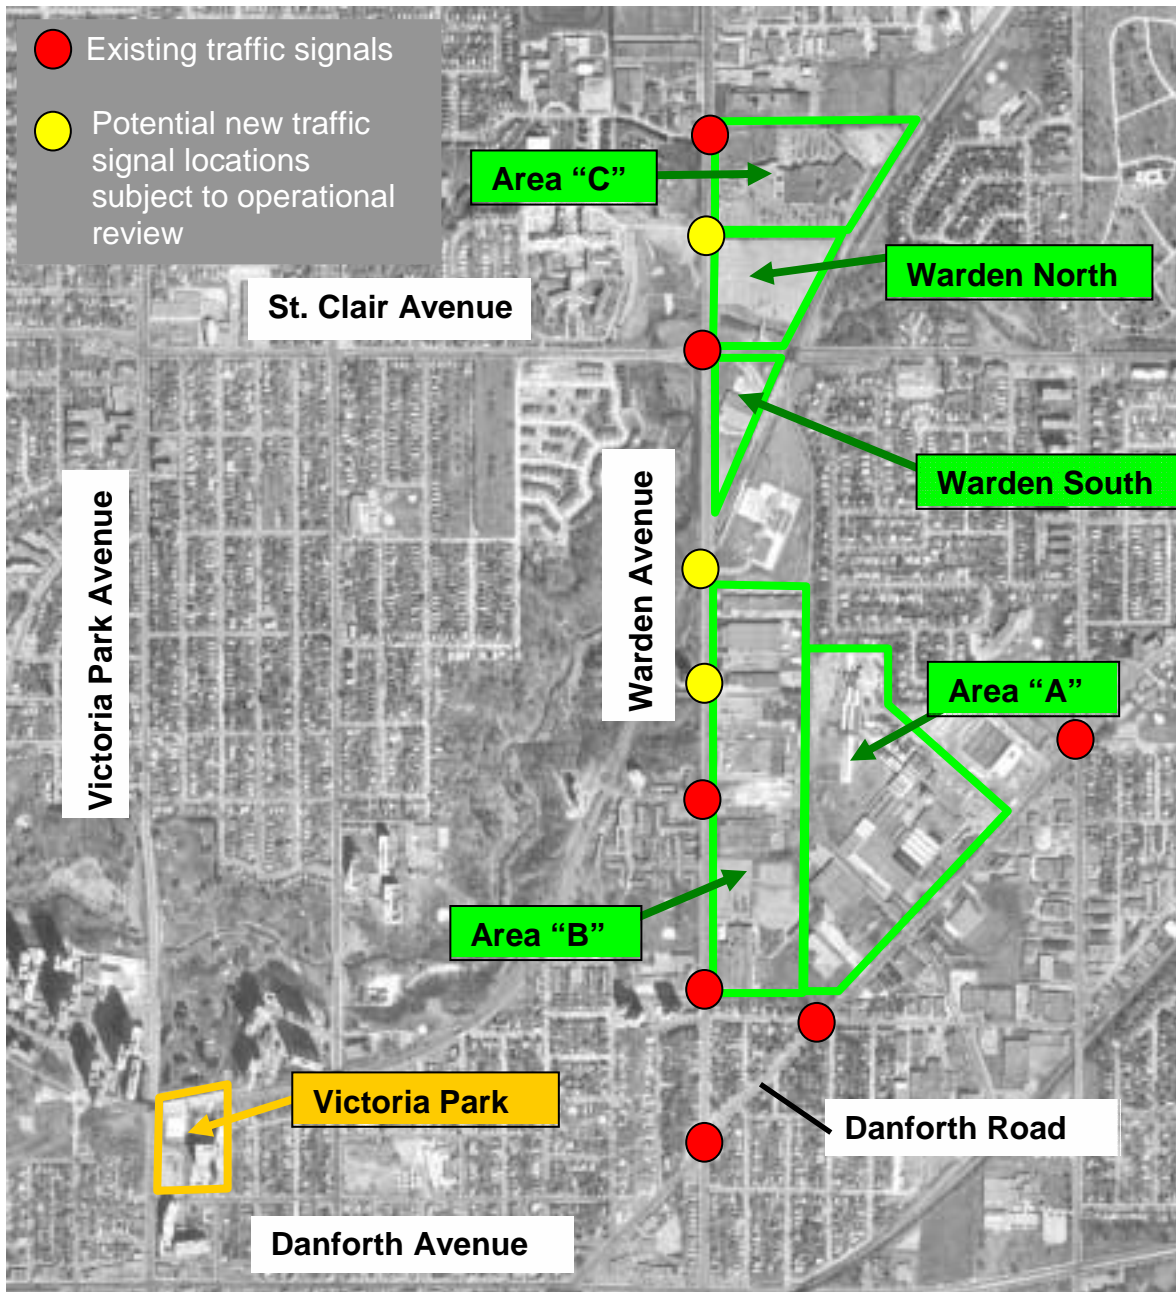 Existing traffic signals
Potential new traffic
signal locations
subject to operational
review
Area “C”
Warden North
St. Clair Avenue
Warden South
Victoria Park Avenue
Warden Avenue
Area “A”
Area “B”
Victoria Park
Danforth Road
Danforth Avenue